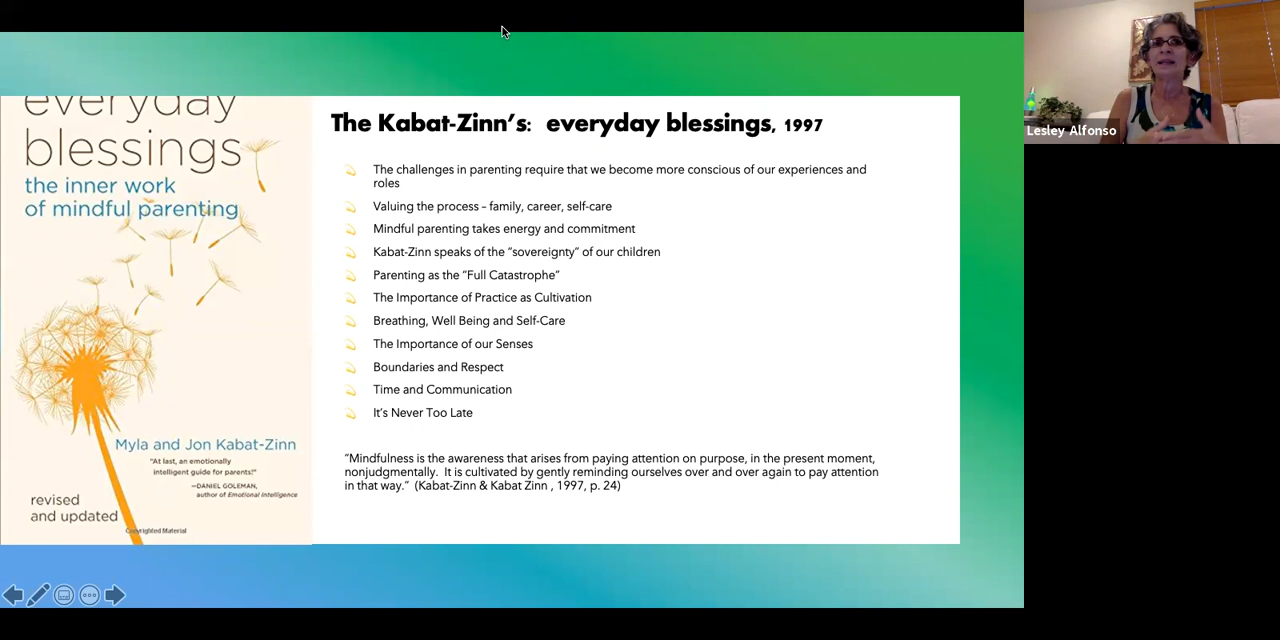 everyday
blessings
the inner work
of mindful parenting
Myla and Jon Kabat-Zinn
"At last, an emotionally
intelligent guide for parents!"
—DANIEL GOLEMAN,
author of Emotional Intelligence
revised
and updated
Copyrighted Material
The Kabat-Zinn's: everyday blessings, 1997
The challenges in parenting require that we become more conscious of our experiences and
roles
Valuing the process – family, career, self-care
Mindful parenting takes energy and commitment
Kabat-Zinn speaks of the "sovereignty" of our children
Parenting as the "Full Catastrophe"
The Importance of Practice as Cultivation
Breathing, Well Being and Self-Care
The Importance of our Senses
Boundaries and Respect
Time and Communication
It's Never Too Late
"Mindfulness is the awareness that arises from paying attention on purpose, in the present moment,
nonjudgmentally. It is cultivated by gently reminding ourselves over and over again to pay attention
in that way." (Kabat-Zinn & Kabat Zinn , 1997, p. 24)
Lesley Alfonso